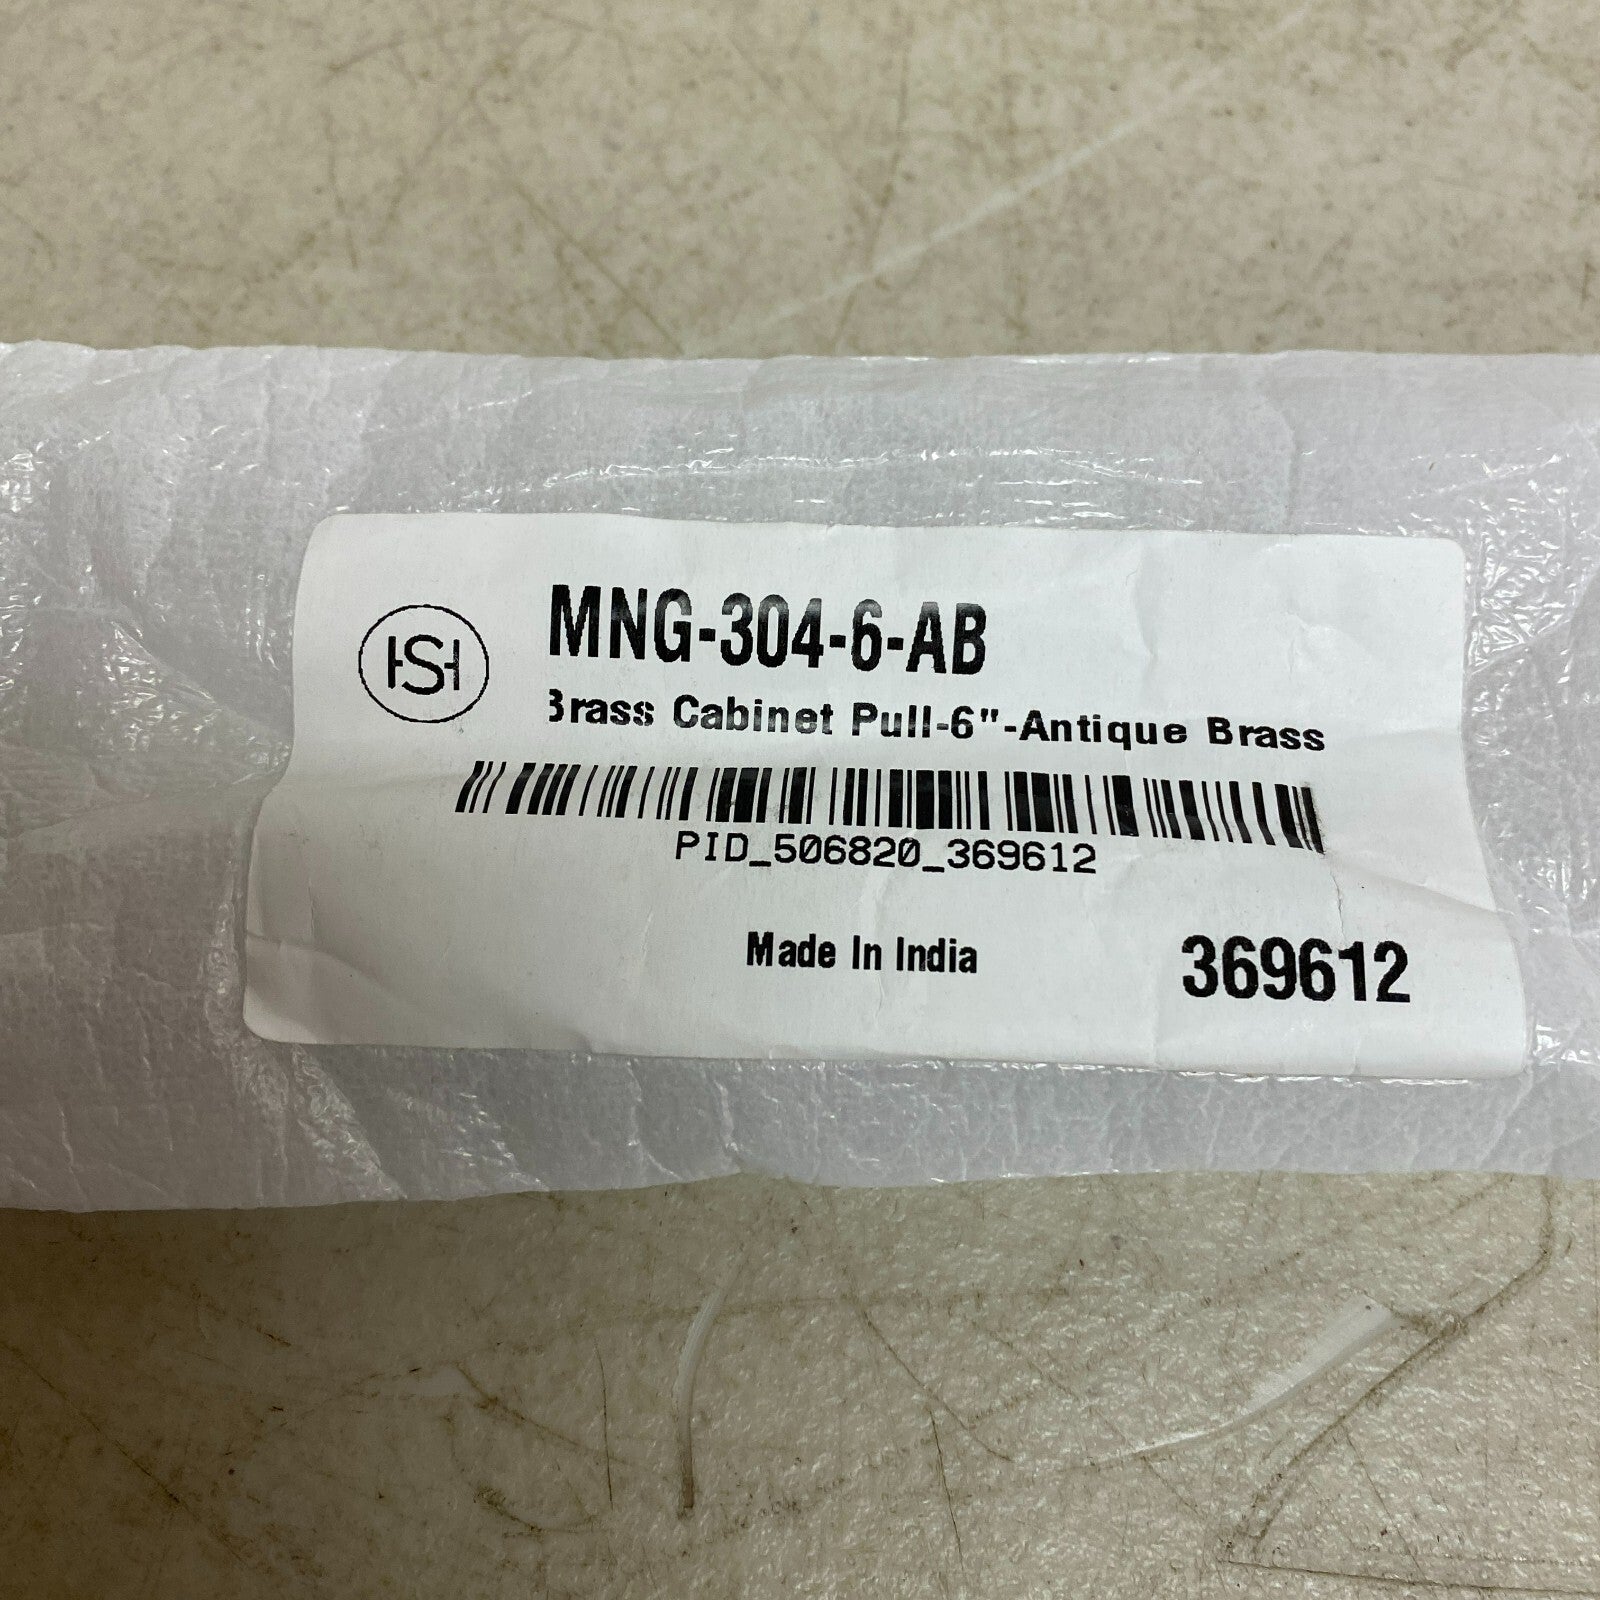 HSH
MNG-304-6-AB
Brass Cabinet Pull-6"-Antique Brass
PID_506820_369612
Made In India
369612